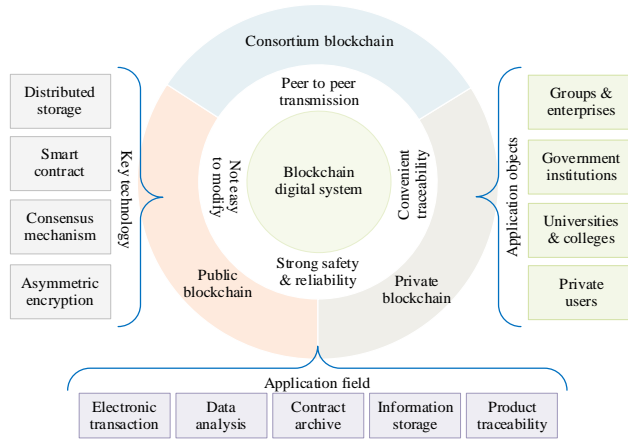 Consortium blockchain
Peer to peer
transmission
Distributed
storage
Smart
contract
Consensus
mechanism
Asymmetric
encryption
Key technology
Not easy
to modify
Blockchain
digital system
Convenient
traceability
Strong safety
& reliability
Public
blockchain
Private
blockchain
Application objects
Groups &
enterprises
Government
institutions
Universities
& colleges
Private
users
Application field
Electronic
transaction
Data
analysis
Contract
archive
Information
storage
Product
traceability